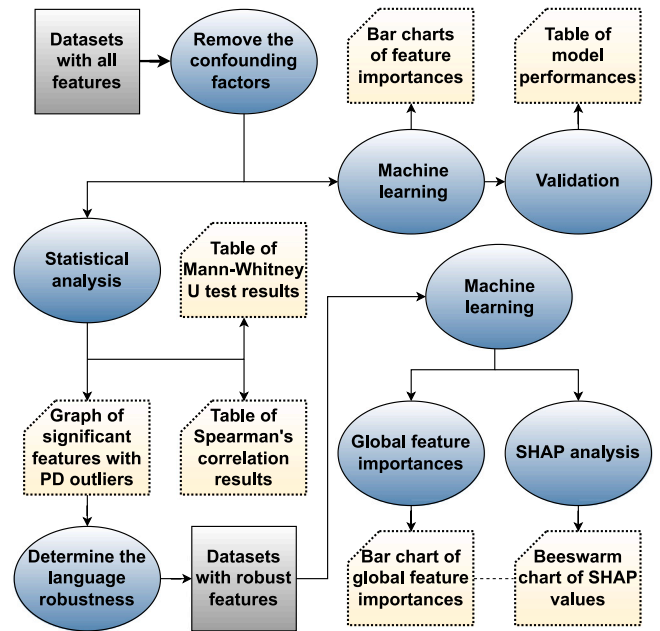 Datasets
with all
features
Remove the
confounding
factors
Bar charts
of feature
importances
Table of
model
performances
Machine
learning
Validation
Statistical
analysis
Table of
Mann-Whitney
U test results
Machine
learning
Graph of
significant
features with
PD outliers
Table of
Spearman's
correlation
results
Global feature
importances
SHAP analysis
Determine the
language
robustness
Datasets
with robust
features
Bar chart of
global feature
importances
Beeswarm
chart of SHAP
values